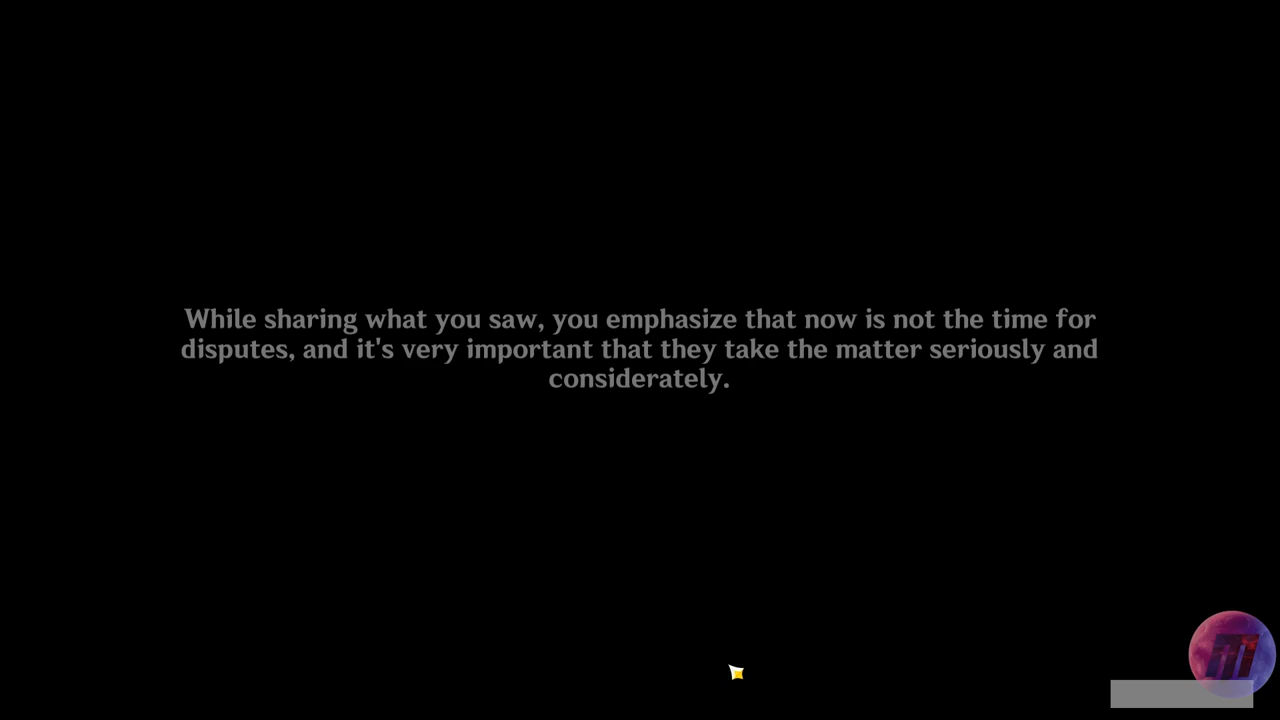 While sharing what you saw, you emphasize that now is not the time for
disputes, and it's very important that they take the matter seriously and
considerately.